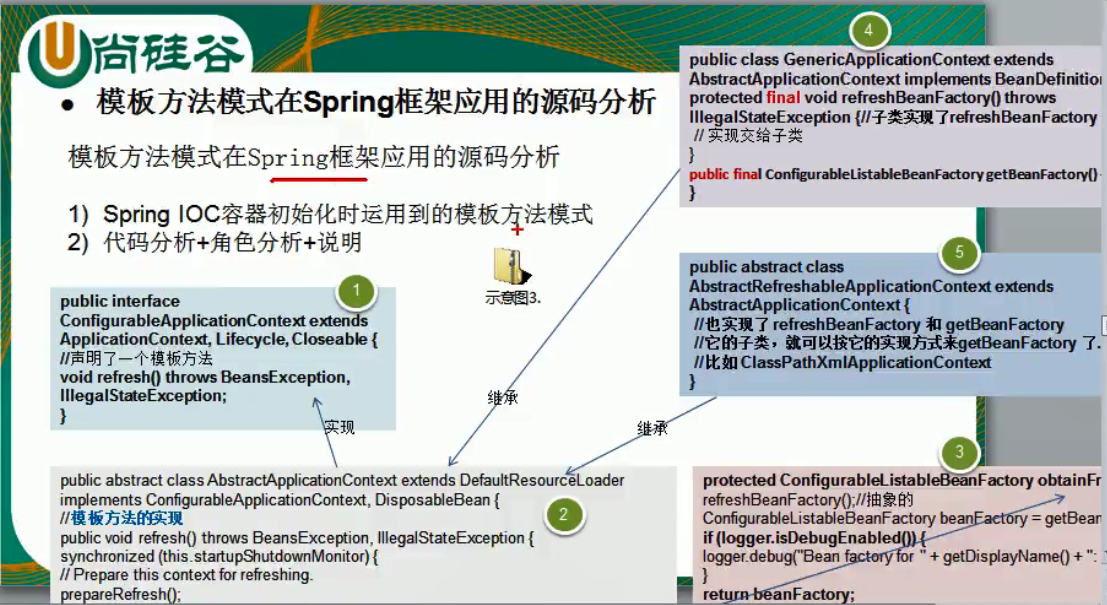 尚硅谷
● 模板方法模式在Spring框架应用的源码分析
模板方法模式在Spring框架应用的源码分析
1) Spring IOC容器初始化时运用到的模板方法模式
2) 代码分析+角色分析+说明
示意图3.
1
public interface
ConfigurableApplicationContext extends
ApplicationContext, Lifecycle, Closeable {
//声明了一个模板方法
void refresh() throws BeansException,
IllegalStateException;
}
实现
继承
继承
2
public abstract class AbstractApplicationContext extends DefaultResourceLoader
implements ConfigurableApplicationContext, DisposableBean {
//模板方法的实现
public void refresh() throws BeansException, IllegalStateException {
synchronized (this.startupShutdownMonitor) {
// Prepare this context for refreshing.
prepareRefresh();
3
protected ConfigurableListableBeanFactory obtainFr
refreshBeanFactory();//抽象的
ConfigurableListableBeanFactory beanFactory = getBean
if (logger.isDebugEnabled()) {
logger.debug("Bean factory for " + getDisplayName() + ":
}
return beanFactory;
4
public class GenericApplicationContext extends
AbstractApplicationContext implements BeanDefinition
protected final void refreshBeanFactory() throws
IllegalStateException {//子类实现了refreshBeanFactory
// 实现交给子类
}
public final ConfigurableListableBeanFactory getBeanFactory()
}
5
public abstract class
AbstractRefreshableApplicationContext extends
AbstractApplicationContext {
//也实现了 refreshBeanFactory 和 getBeanFactory
//它的子类，就可以按它的实现方式来getBeanFactory 了.
//比如 ClassPathXmlApplicationContext
}